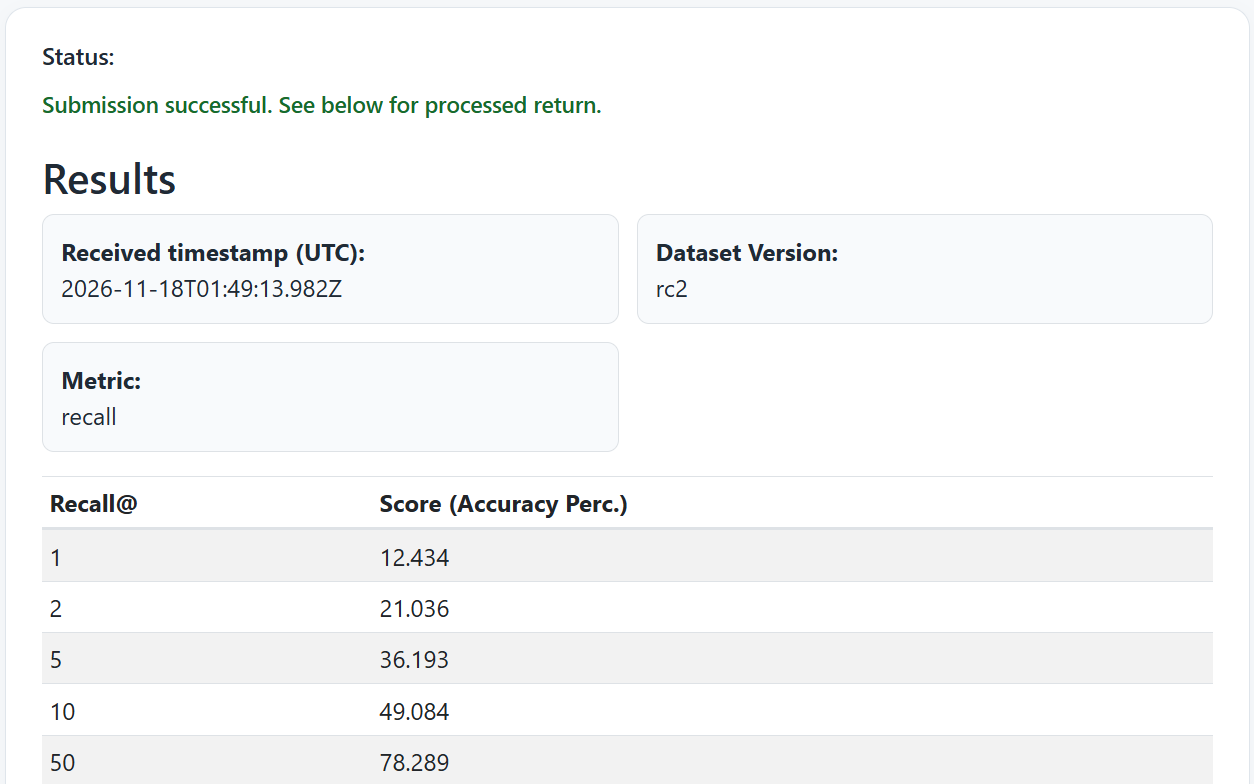 Status:
Submission successful. See below for processed return.
Results
Received timestamp (UTC):
2026-11-18T01:49:13.982Z
Dataset Version:
rc2
Metric:
recall
Recall@ Score (Accuracy Perc.)
1 12.434
2 21.036
5 36.193
10 49.084
50 78.289